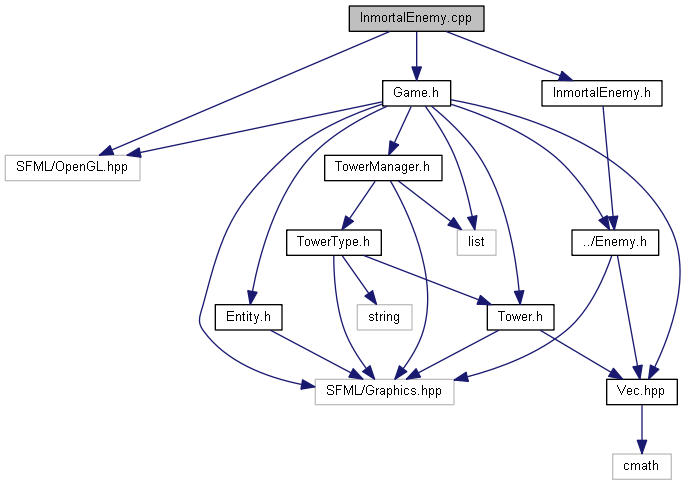 InmortalEnemy.cpp
Game.h
InmortalEnemy.h
SFML/OpenGL.hpp
TowerManager.h
TowerType.h
list
../Enemy.h
Entity.h
string
Tower.h
SFML/Graphics.hpp
Vec.hpp
cmath